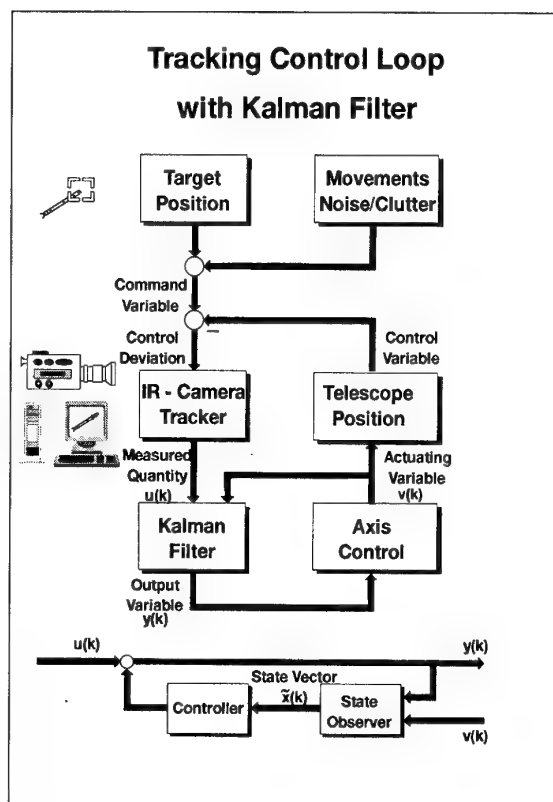 Tracking Control Loop
with Kalman Filter
Target
Position
Movements
Noise/Clutter
Command
Variable
Control
Deviation
Control
Variable
IR - Camera
Tracker
Telescope
Position
Measured
Quantity
u(k)
Actuating
Variable
v(k)
Kalman
Filter
Axis
Control
Output
Variable
y(k)
u(k)
y(k)
State Vector
x̃(k)
Controller
State
Observer
v(k)